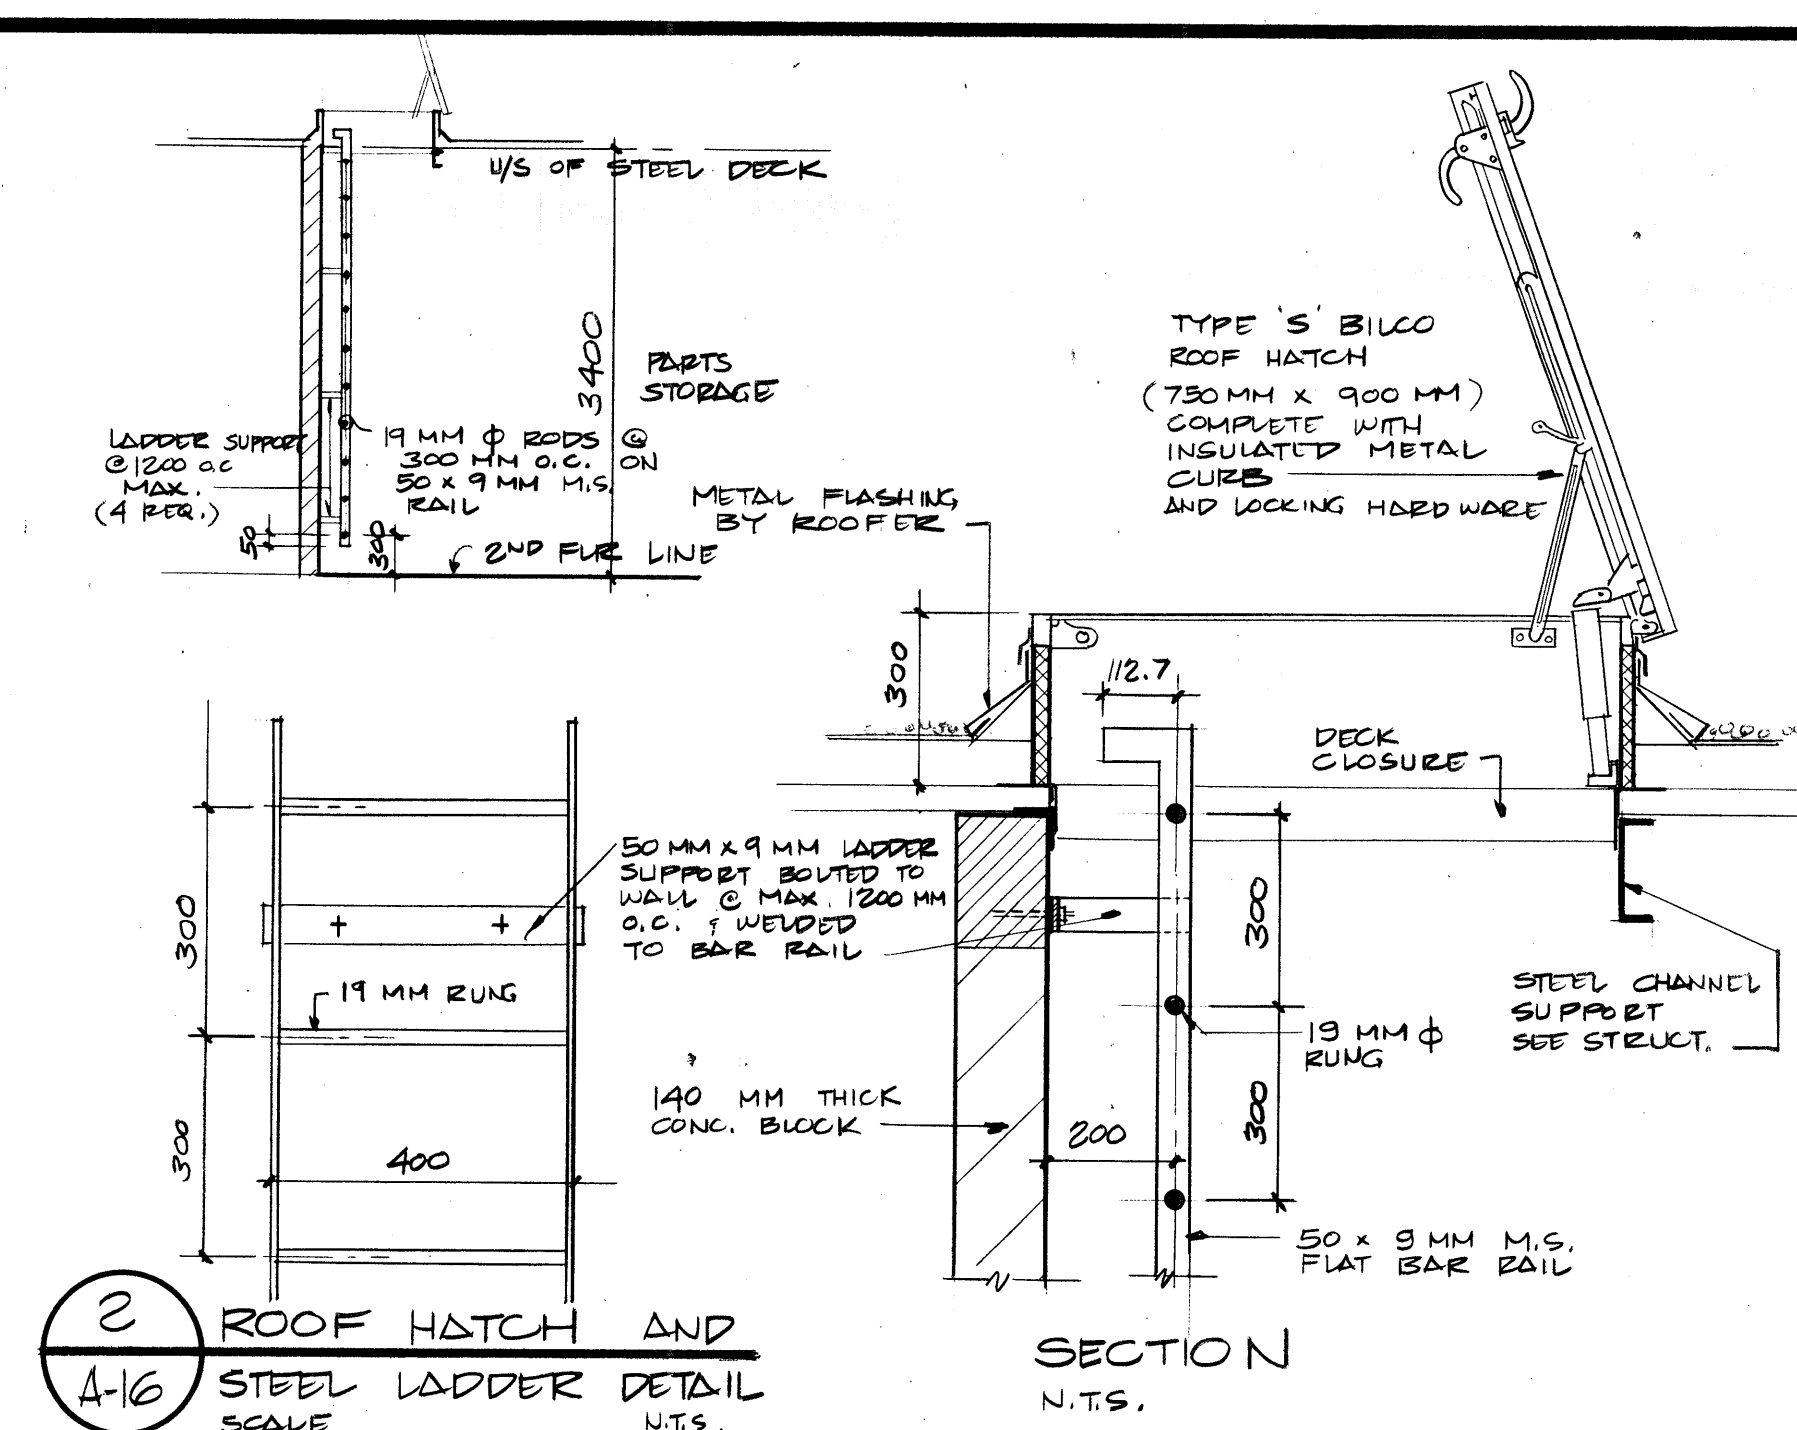 U/S OF STEEL DECK
3400
PARTS
STORAGE
LADDER SUPPORT
@ 1200 O.C
MAX.
(4 REQ.)
19 MM ϕ RODS @
300 MM O.C. ON
50 x 9 MM M.S.
RAIL
50
300
2ND FLR LINE
METAL FLASHING
BY ROOFER
TYPE 'S' BILCO
ROOF HATCH
(750 MM x 900 MM)
COMPLETE WITH
INSULATED METAL
CURB
AND LOCKING HARDWARE
300
112.7
DECK
CLOSURE
300
300
STEEL CHANNEL
SUPPORT
SEE STRUCT.
19 MM ϕ
RUNG
200
50 x 9 MM M.S.
FLAT BAR RAIL
140 MM THICK
CONC. BLOCK
50 MM x 9 MM LADDER
SUPPORT BOLTED TO
WALL @ MAX. 1200 MM
O.C. & WELDED
TO BAR RAIL
300
19 MM RUNG
300
400
2
A-16
ROOF HATCH AND
STEEL LADDER DETAIL
SCALE N.T.S.
SECTION
N.T.S.